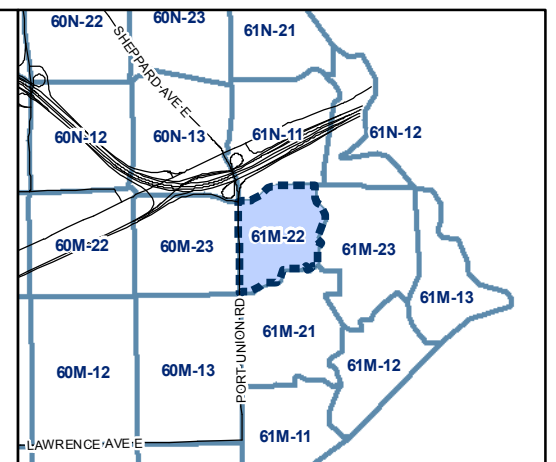 60N-22
60N-23
61N-21
SHEPPARD AVE E
60N-12
60N-13
61N-11
61N-12
60M-22
60M-23
61M-22
61M-23
61M-13
PORT UNION RD
61M-21
60M-12
60M-13
61M-12
61M-11
LAWRENCE AVE E